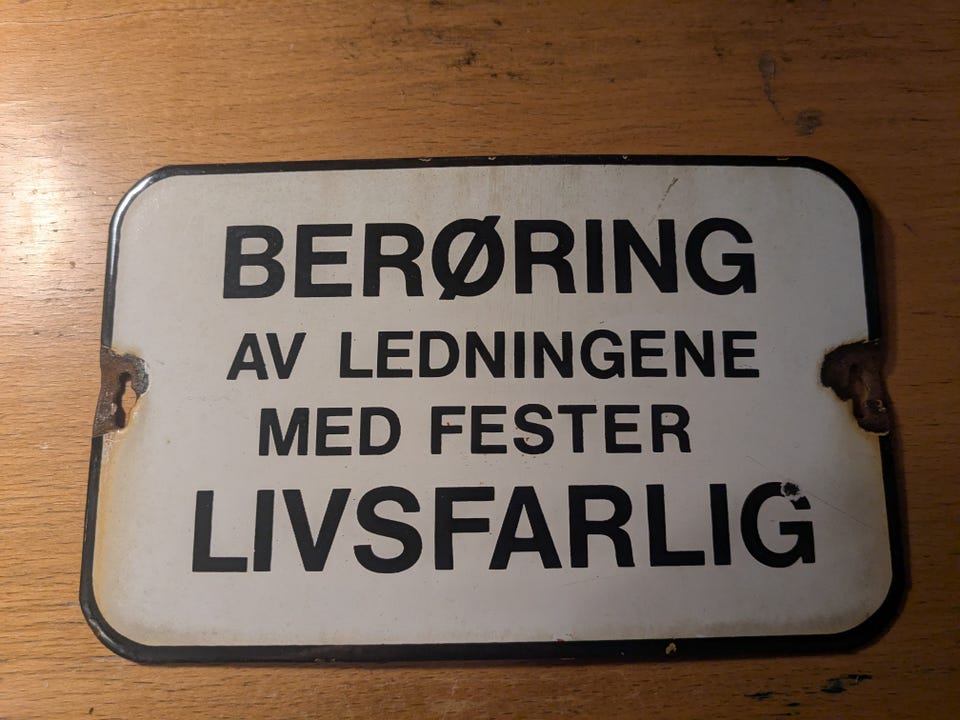 BERØRING
AV LEDNINGENE
MED FESTER
LIVSFARLIG